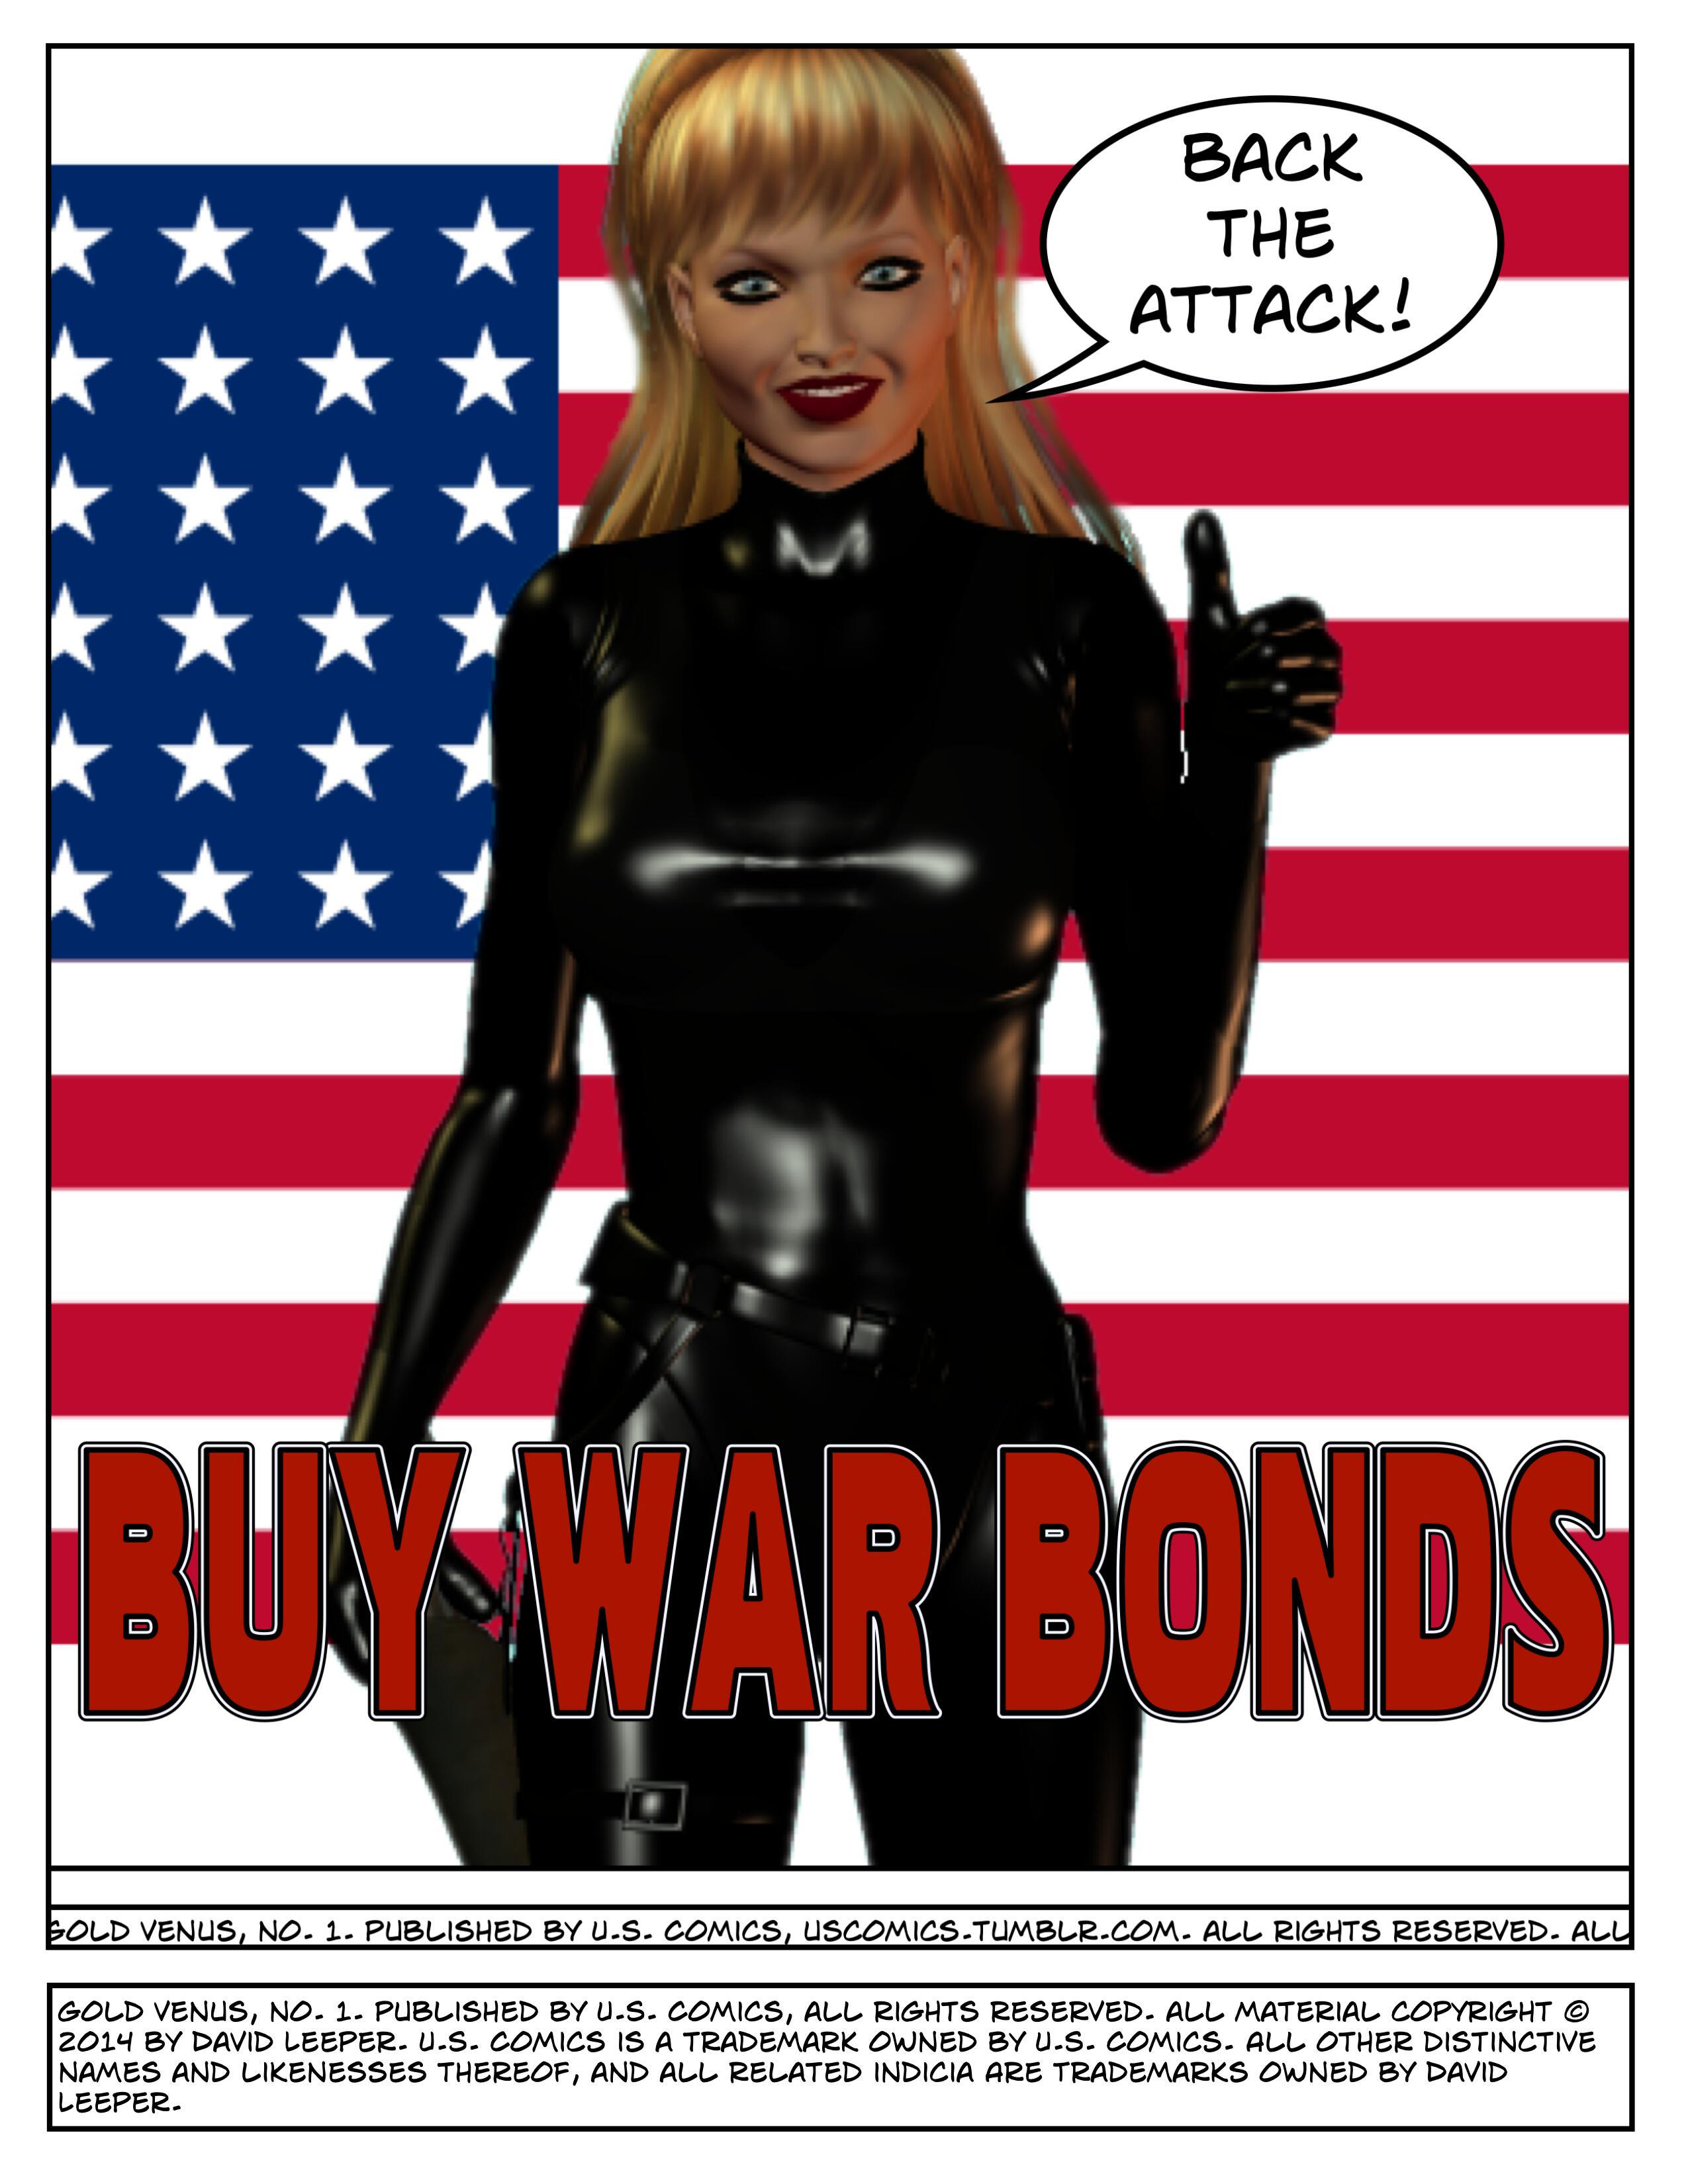 BACK
THE
ATTACK!
BUY WAR BONDS
GOLD VENUS, NO. 1. PUBLISHED BY U.S. COMICS, USCOMICS.TUMBLR.COM. ALL RIGHTS RESERVED. ALL
GOLD VENUS, NO. 1. PUBLISHED BY U.S. COMICS, ALL RIGHTS RESERVED. ALL MATERIAL COPYRIGHT ©
2014 BY DAVID LEEPER. U.S. COMICS IS A TRADEMARK OWNED BY U.S. COMICS. ALL OTHER DISTINCTIVE
NAMES AND LIKENESSES THEREOF, AND ALL RELATED INDICIA ARE TRADEMARKS OWNED BY DAVID
LEEPER.